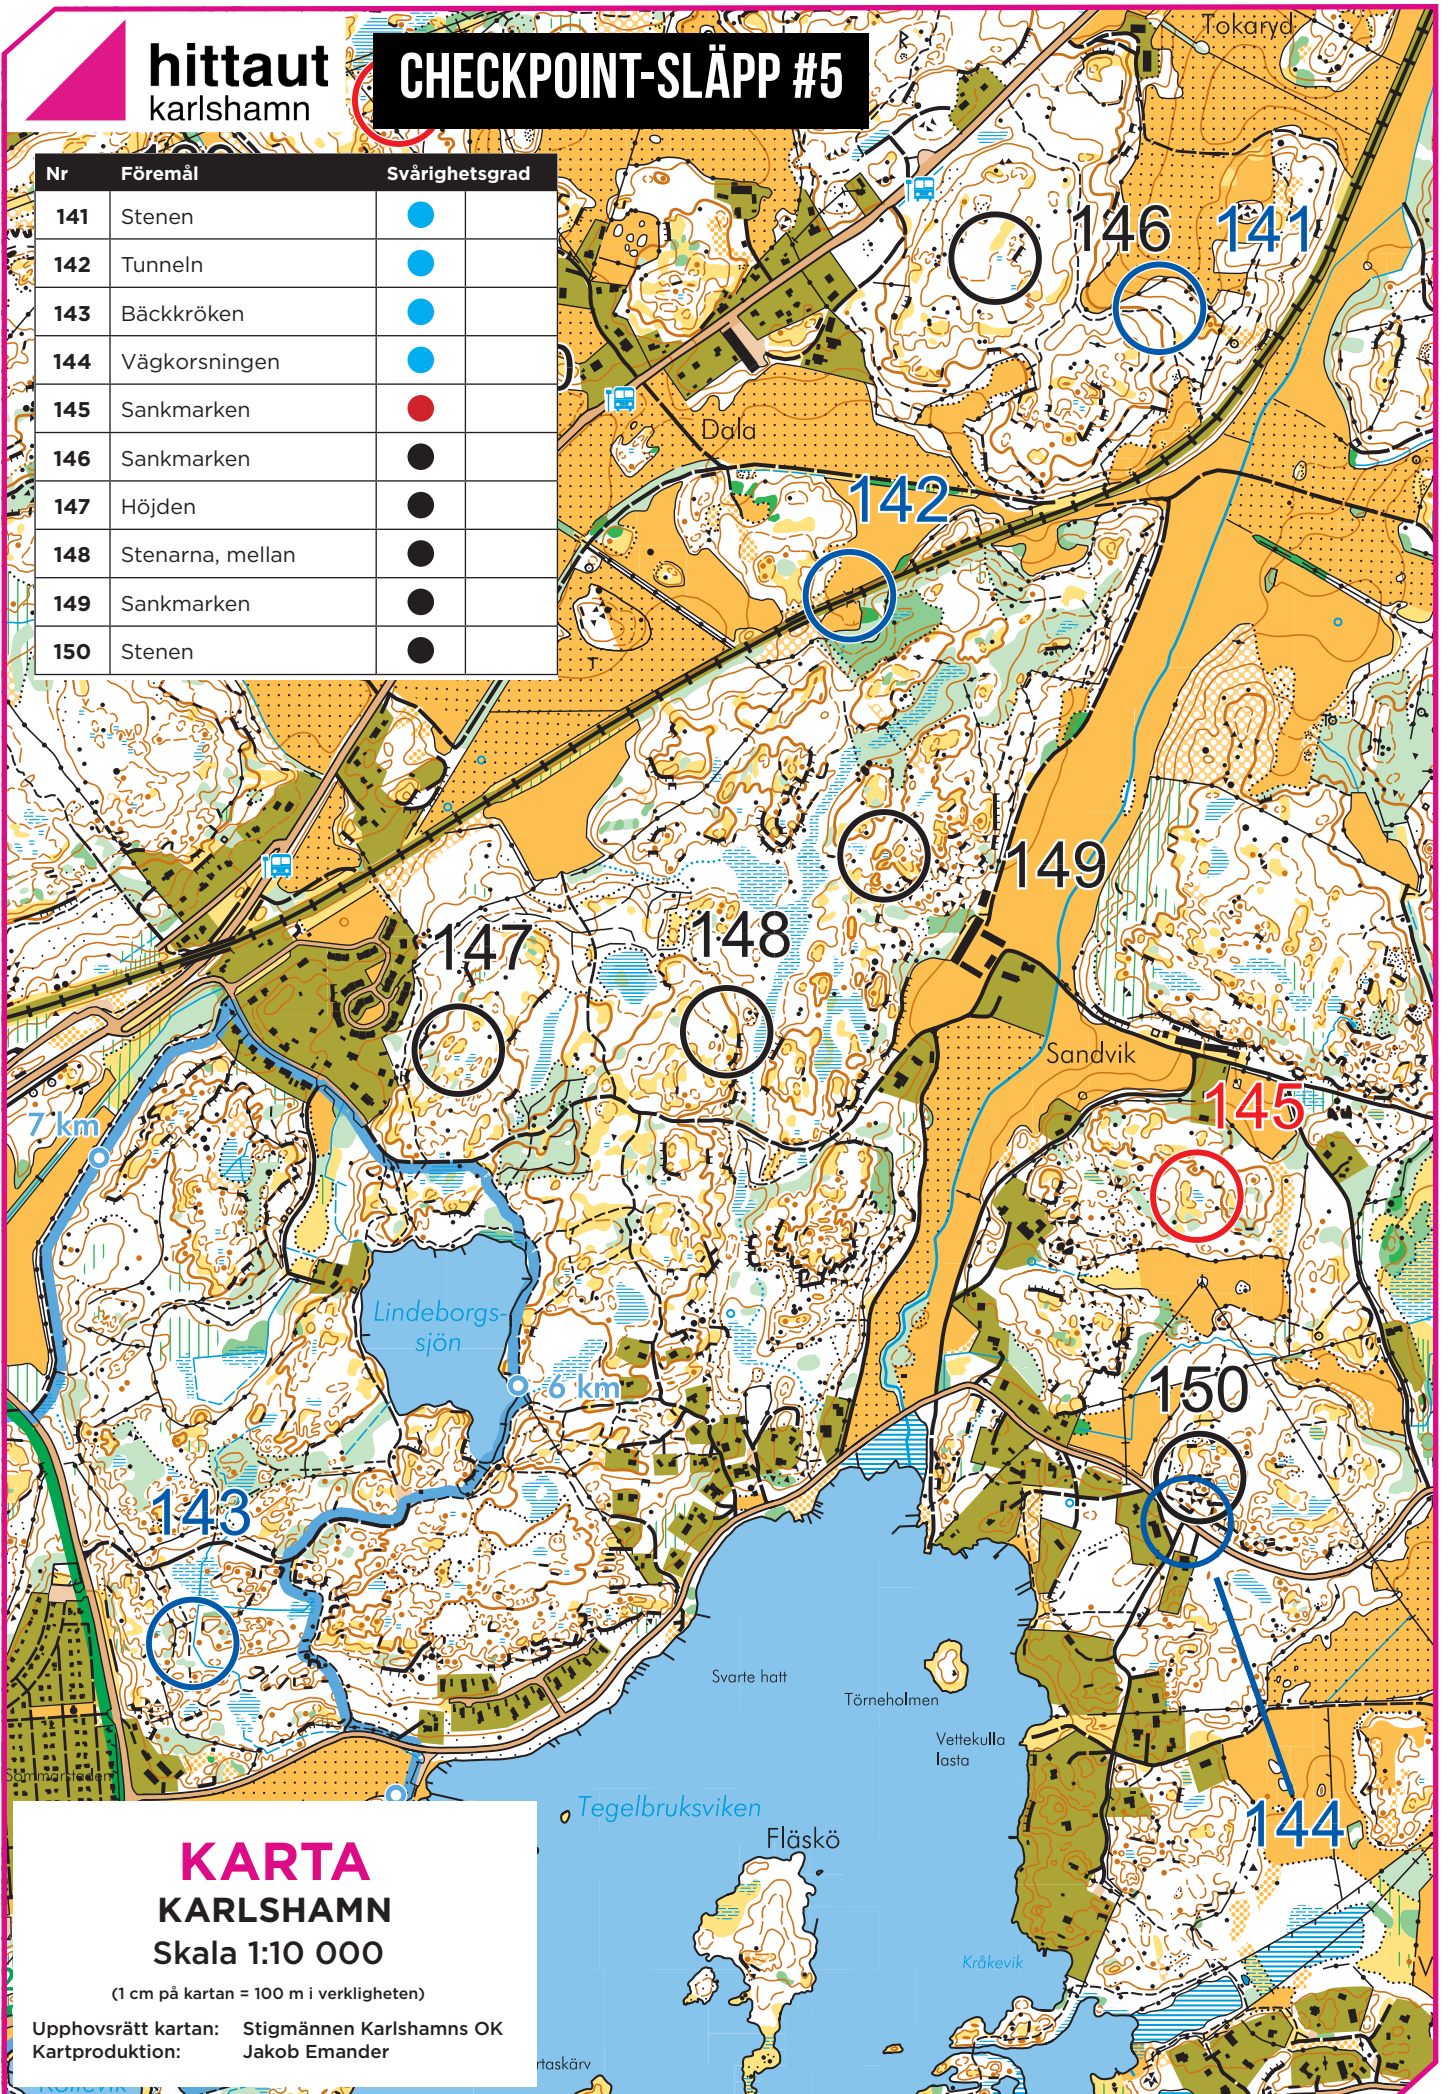 hittaut
karlshamn
CHECKPOINT-SLÄPP #5
Nr Föremål Svårighetsgrad
141 Stenen
142 Tunneln
143 Bäckkröken
144 Vägkorsningen
145 Sankmarken
146 Sankmarken
147 Höjden
148 Stenarna, mellan
149 Sankmarken
150 Stenen
Tokaryd
146
141
Dala
142
149
147
148
Sandvik
145
7 km
Lindeborgs-
sjön
6 km
150
143
Svarte hatt
Törneholmen
Vettekulla
lasta
Sommarstaden
144
Tegelbruksviken
Fläskö
Kråkevik
KARTA
KARLSHAMN
Skala 1:10 000
(1 cm på kartan = 100 m i verkligheten)
Upphovsrätt kartan: Stigmännen Karlshamns OK
Kartproduktion: Jakob Emander